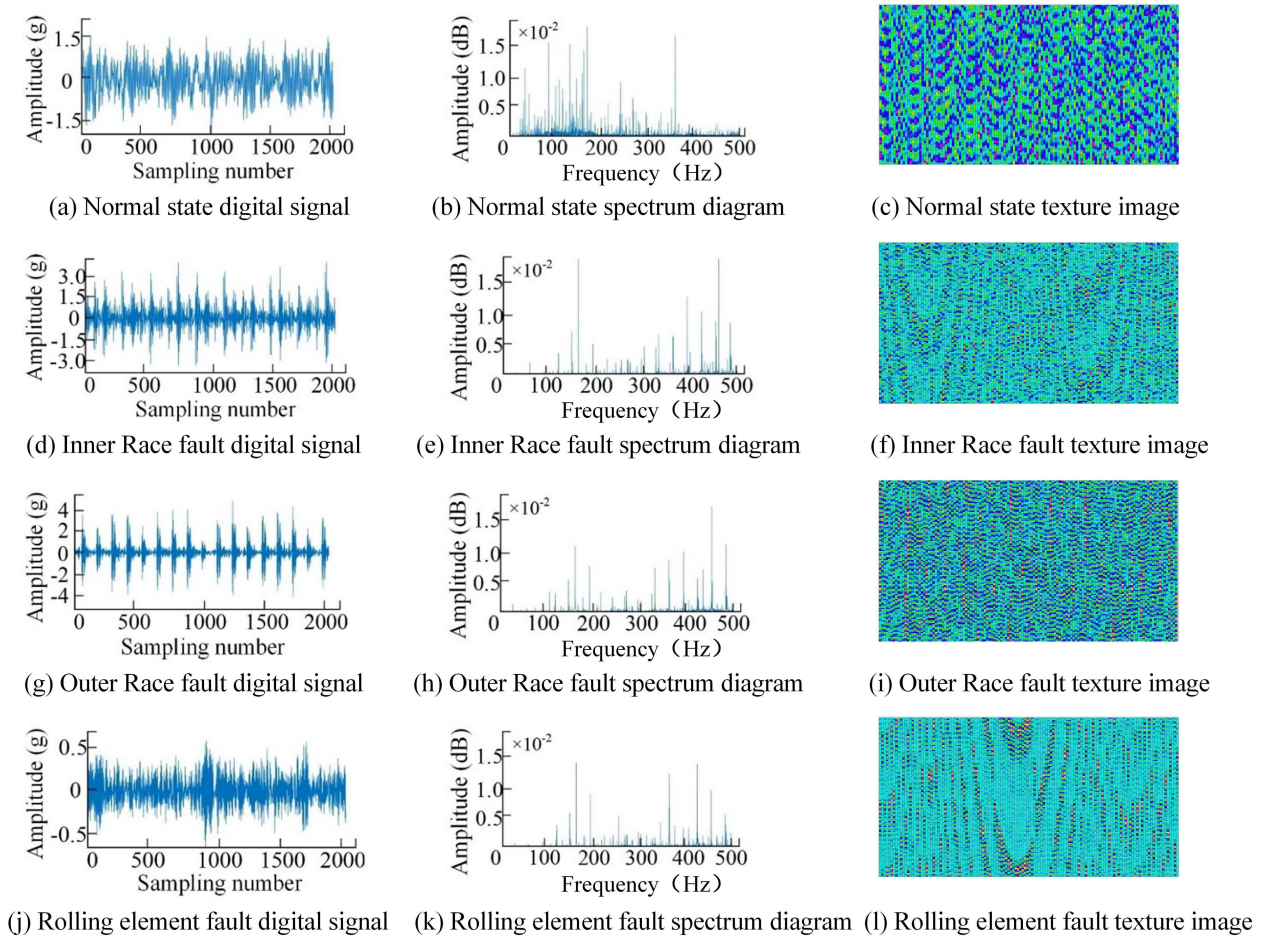 Amplitude (g)
1.5
0
-1.5
0 500 1000 1500 2000
Sampling number
(a) Normal state digital signal
Amplitude (dB)
×10-2
1.5
1.0
0.5
0 100 200 300 400 500
Frequency（Hz）
(b) Normal state spectrum diagram
(c) Normal state texture image
Amplitude (g)
3.0
1.5
0
-1.5
-3.0
0 500 1000 1500 2000
Sampling number
(d) Inner Race fault digital signal
Amplitude (dB)
×10-2
1.5
1.0
0.5
0 100 200 300 400 500
Frequency（Hz）
(e) Inner Race fault spectrum diagram
(f) Inner Race fault texture image
Amplitude (g)
4
2
0
-2
-4
0 500 1000 1500 2000
Sampling number
(g) Outer Race fault digital signal
Amplitude (dB)
×10-2
1.5
1.0
0.5
0 100 200 300 400 500
Frequency（Hz）
(h) Outer Race fault spectrum diagram
(i) Outer Race fault texture image
Amplitude (g)
0.5
0
-0.5
0 500 1000 1500 2000
Sampling number
(j) Rolling element fault digital signal
Amplitude (dB)
×10-2
1.5
1.0
0.5
0 100 200 300 400 500
Frequency（Hz）
(k) Rolling element fault spectrum diagram
(l) Rolling element fault texture image